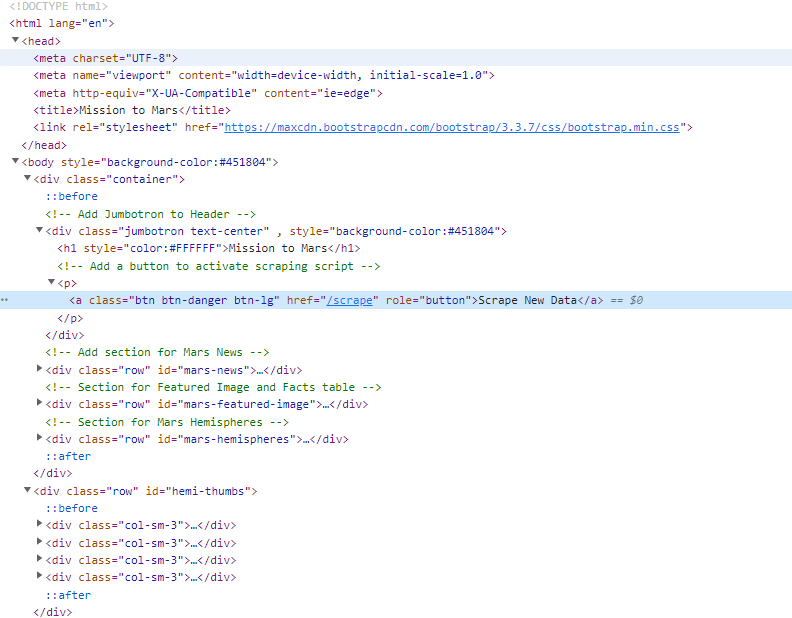 <!DOCTYPE html>
<html lang="en">
<head>
<meta charset="UTF-8">
<meta name="viewport" content="width=device-width, initial-scale=1.0">
<meta http-equiv="X-UA-Compatible" content="ie=edge">
<title>Mission to Mars</title>
<link rel="stylesheet" href="https://maxcdn.bootstrapcdn.com/bootstrap/3.3.7/css/bootstrap.min.css">
</head>
<body style="background-color:#451804">
<div class="container">
::before
<!-- Add Jumbotron to Header -->
<div class="jumbotron text-center" , style="background-color:#451804">
<h1 style="color:#FFFFFF">Mission to Mars</h1>
<!-- Add a button to activate scraping script -->
<p>
<a class="btn btn-danger btn-lg" href="/scrape" role="button">Scrape New Data</a> == $0
</p>
</div>
<!-- Add section for Mars News -->
<div class="row" id="mars-news">…</div>
<!-- Section for Featured Image and Facts table -->
<div class="row" id="mars-featured-image">…</div>
<!-- Section for Mars Hemispheres -->
<div class="row" id="mars-hemispheres">…</div>
::after
</div>
<div class="row" id="hemi-thumbs">
::before
<div class="col-sm-3">…</div>
<div class="col-sm-3">…</div>
<div class="col-sm-3">…</div>
<div class="col-sm-3">…</div>
::after
</div>